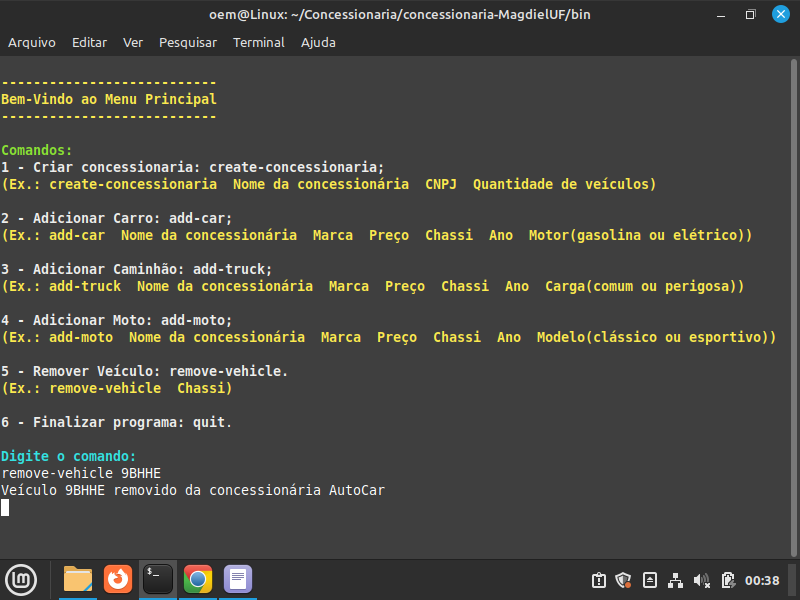 oem@Linux: ~/Concessionaria/concessionaria-MagdielUF/bin
Arquivo Editar Ver Pesquisar Terminal Ajuda
---------------------------
Bem-Vindo ao Menu Principal
---------------------------
Comandos:
1 - Criar concessionaria: create-concessionaria;
(Ex.: create-concessionaria  Nome da concessionária  CNPJ  Quantidade de veículos)
2 - Adicionar Carro: add-car;
(Ex.: add-car  Nome da concessionária  Marca  Preço  Chassi  Ano  Motor(gasolina ou elétrico))
3 - Adicionar Caminhão: add-truck;
(Ex.: add-truck  Nome da concessionária  Marca  Preço  Chassi  Ano  Carga(comum ou perigosa))
4 - Adicionar Moto: add-moto;
(Ex.: add-moto  Nome da concessionária  Marca  Preço  Chassi  Ano  Modelo(clássico ou esportivo))
5 - Remover Veículo: remove-vehicle.
(Ex.: remove-vehicle  Chassi)
6 - Finalizar programa: quit.
Digite o comando:
remove-vehicle 9BHHE
Veículo 9BHHE removido da concessionária AutoCar
00:38